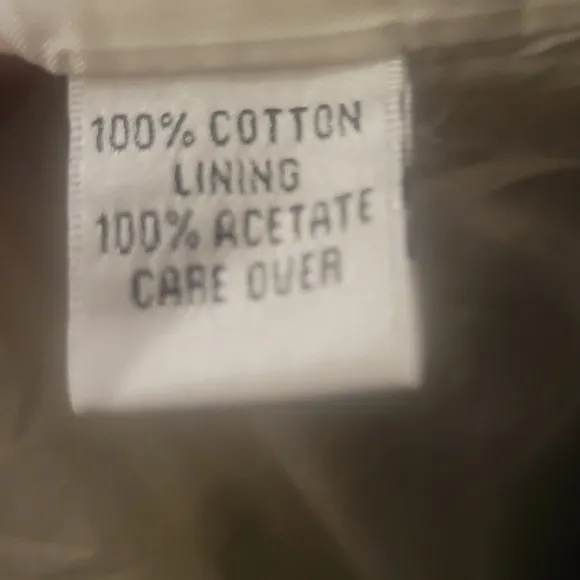 100% COTTON
LINING
100% ACETATE
CARE OVER